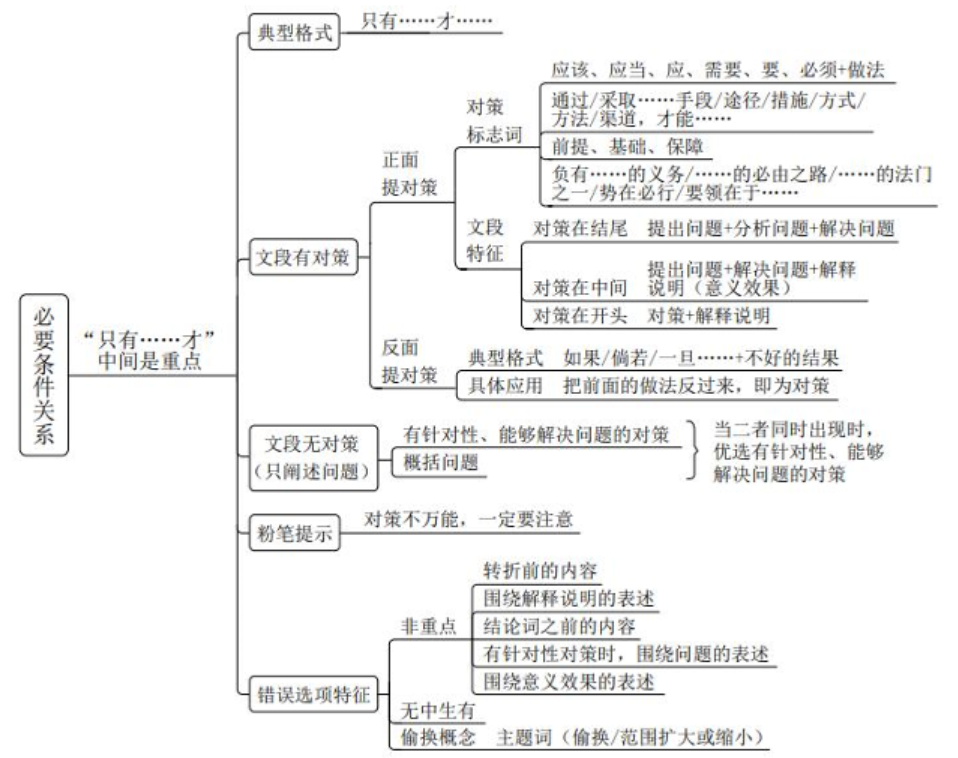 必要条件关系
“只有……才”
中间是重点
典型格式
只有……才……
文段有对策
正面
提对策
对策
标志词
应该、应当、应、需要、要、必须+做法
通过/采取……手段/途径/措施/方式/
方法/渠道，才能……
前提、基础、保障
负有……的义务/……的必由之路/……的法门
之一/势在必行/要领在于……
文段
特征
对策在结尾 提出问题+分析问题+解决问题
对策在中间 提出问题+解决问题+解释
说明（意义效果）
对策在开头 对策+解释说明
反面
提对策
典型格式 如果/倘若/一旦……+不好的结果
具体应用 把前面的做法反过来，即为对策
文段无对策
（只阐述问题）
有针对性、能够解决问题的对策
概括问题
当二者同时出现时，
优选有针对性、能够
解决问题的对策
粉笔提示
对策不万能，一定要注意
错误选项特征
非重点
转折前的内容
围绕解释说明的表述
结论词之前的内容
有针对性对策时，围绕问题的表述
围绕意义效果的表述
无中生有
偷换概念 主题词（偷换/范围扩大或缩小）